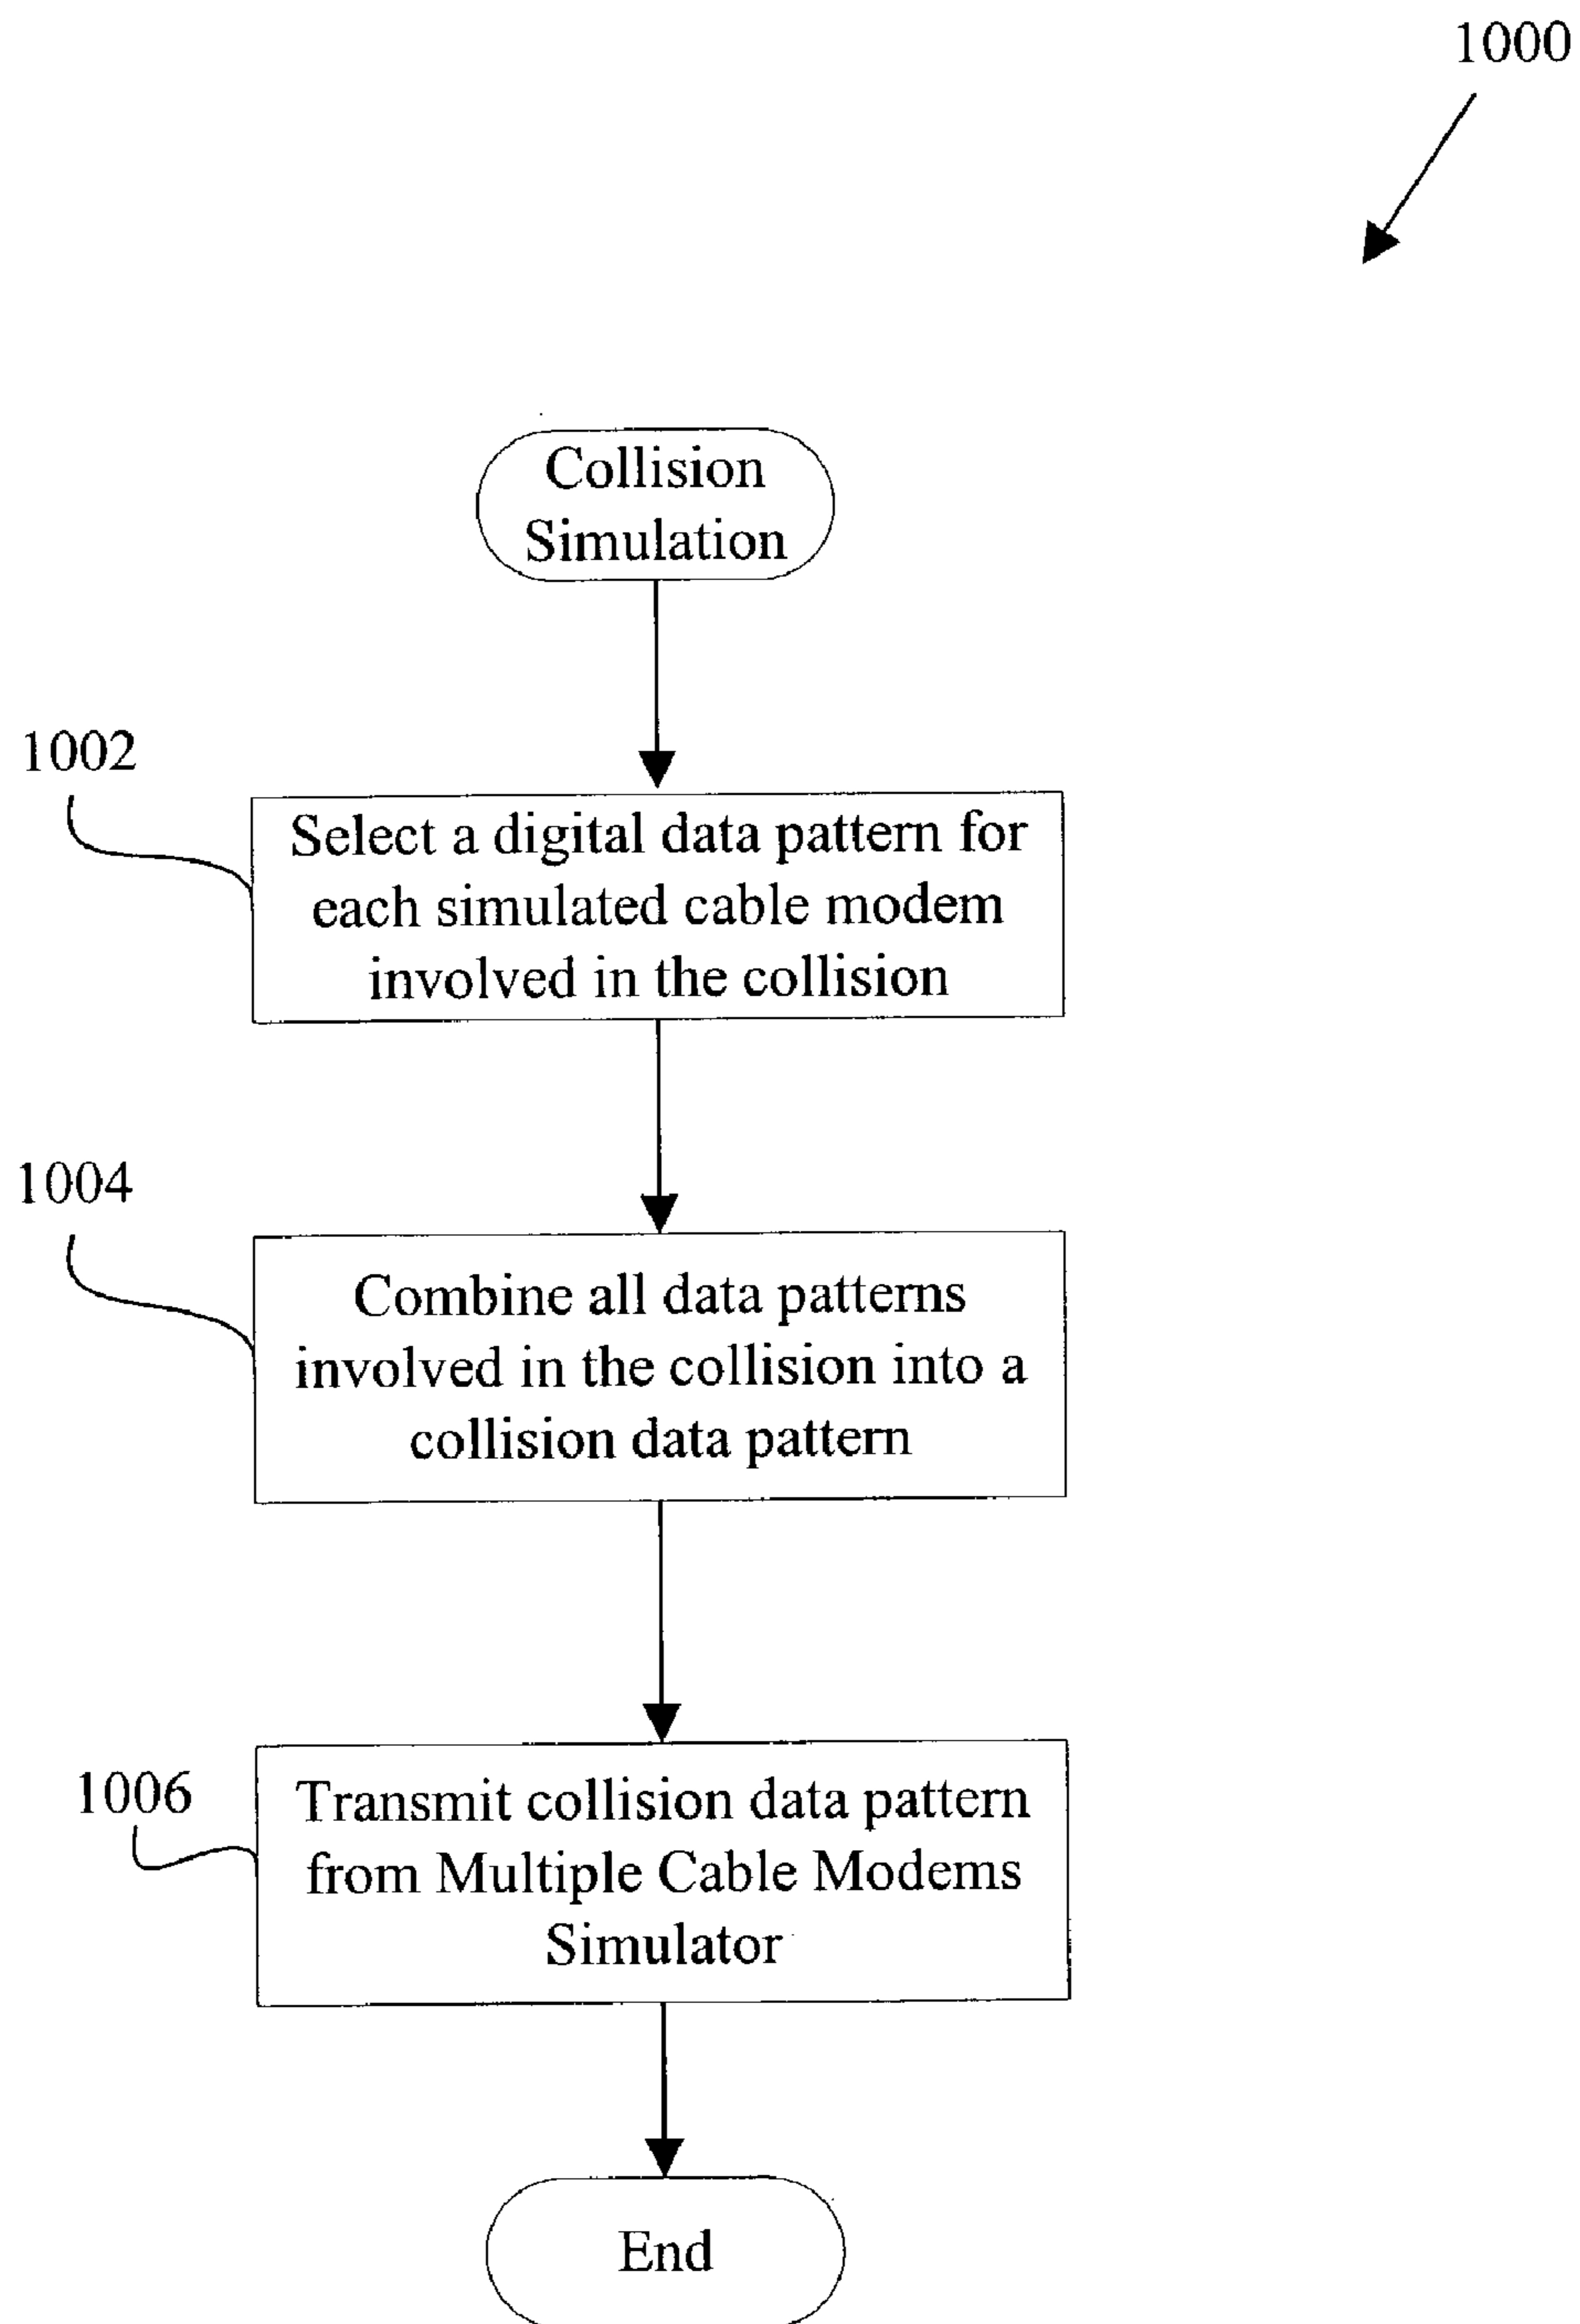 1000
Collision
Simulation
1002
Select a digital data pattern for
each simulated cable modem
involved in the collision
1004
Combine all data patterns
involved in the collision into a
collision data pattern
1006
Transmit collision data pattern
from Multiple Cable Modems
Simulator
End